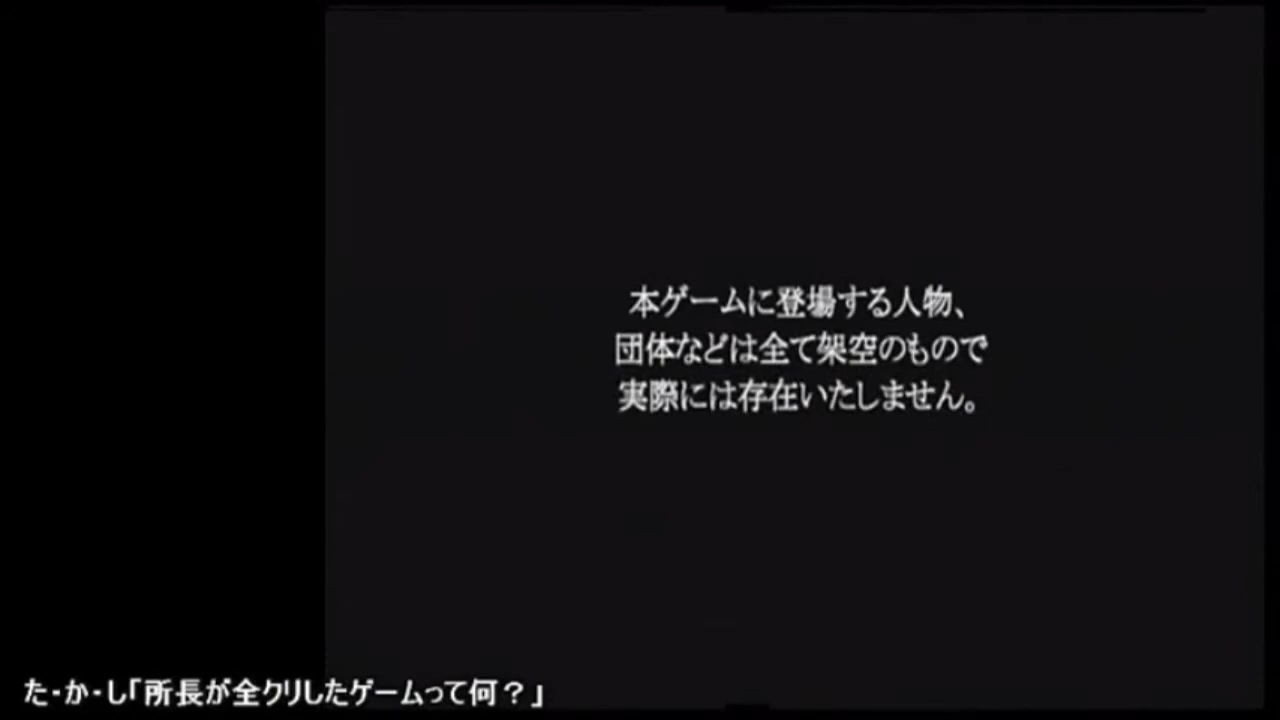 本ゲームに登場する人物、
団体などは全て架空のもので
実際には存在いたしません。
た・か・し「所長が全クリしたゲームって何？」